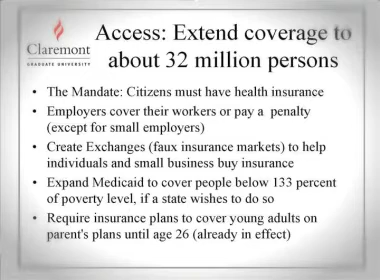 Claremont
GRADUATE UNIVERSITY
Access: Extend coverage to
about 32 million persons
• The Mandate: Citizens must have health insurance
• Employers cover their workers or pay a penalty
(except for small employers)
• Create Exchanges (faux insurance markets) to help
individuals and small business buy insurance
• Expand Medicaid to cover people below 133 percent
of poverty level, if a state wishes to do so
• Require insurance plans to cover young adults on
parent's plans until age 26 (already in effect)